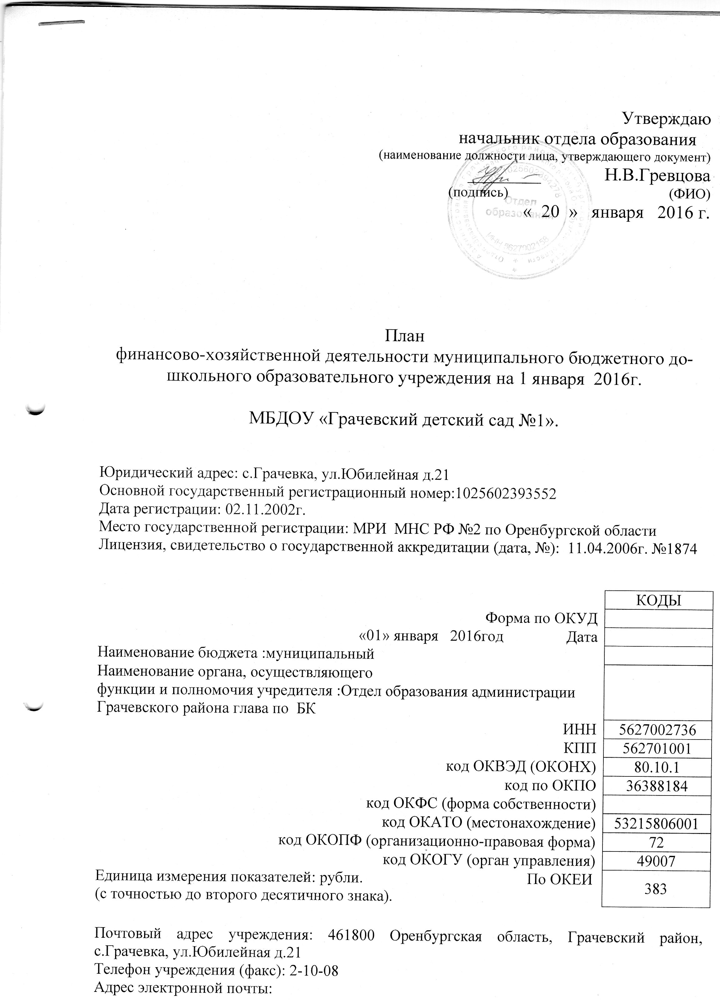 Утверждаю
начальник отдела образования
(наименование должности лица, утверждающего документ)
Н.В.Гревцова
(подпись) (ФИО)
« 20 » января 2016 г.
Отдел
образования
ИНН 5627002158
План
финансово-хозяйственной деятельности муниципального бюджетного до-
школьного образовательного учреждения на 1 января 2016г.
МБДОУ «Грачевский детский сад №1».
Юридический адрес: с.Грачевка, ул.Юбилейная д.21
Основной государственный регистрационный номер:1025602393552
Дата регистрации: 02.11.2002г.
Место государственной регистрации: МРИ МНС РФ №2 по Оренбургской области
Лицензия, свидетельство о государственной аккредитации (дата, №): 11.04.2006г. №1874
КОДЫ
Форма по ОКУД
«01» января 2016год Дата
Наименование бюджета :муниципальный
Наименование органа, осуществляющего
функции и полномочия учредителя :Отдел образования администрации
Грачевского района глава по БК
ИНН 5627002736
КПП 562701001
код ОКВЭД (ОКОНХ) 80.10.1
код по ОКПО 36388184
код ОКФС (форма собственности)
код ОКАТО (местонахождение) 53215806001
код ОКОПФ (организационно-правовая форма) 72
код ОКОГУ (орган управления) 49007
Единица измерения показателей: рубли. По ОКЕИ 383
(с точностью до второго десятичного знака).
Почтовый адрес учреждения: 461800 Оренбургская область, Грачевский район,
с.Грачевка, ул.Юбилейная д.21
Телефон учреждения (факс): 2-10-08
Адрес электронной почты: